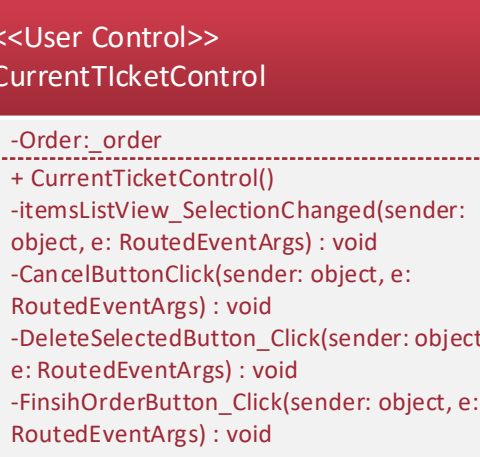 <<User Control>>
CurrentTIcketControl
-Order:_order
+ CurrentTicketControl()
-itemsListView_SelectionChanged(sender:
object, e: RoutedEventArgs) : void
-CancelButtonClick(sender: object, e:
RoutedEventArgs) : void
-DeleteSelectedButton_Click(sender: object
e: RoutedEventArgs) : void
-FinsihOrderButton_Click(sender: object, e:
RoutedEventArgs) : void